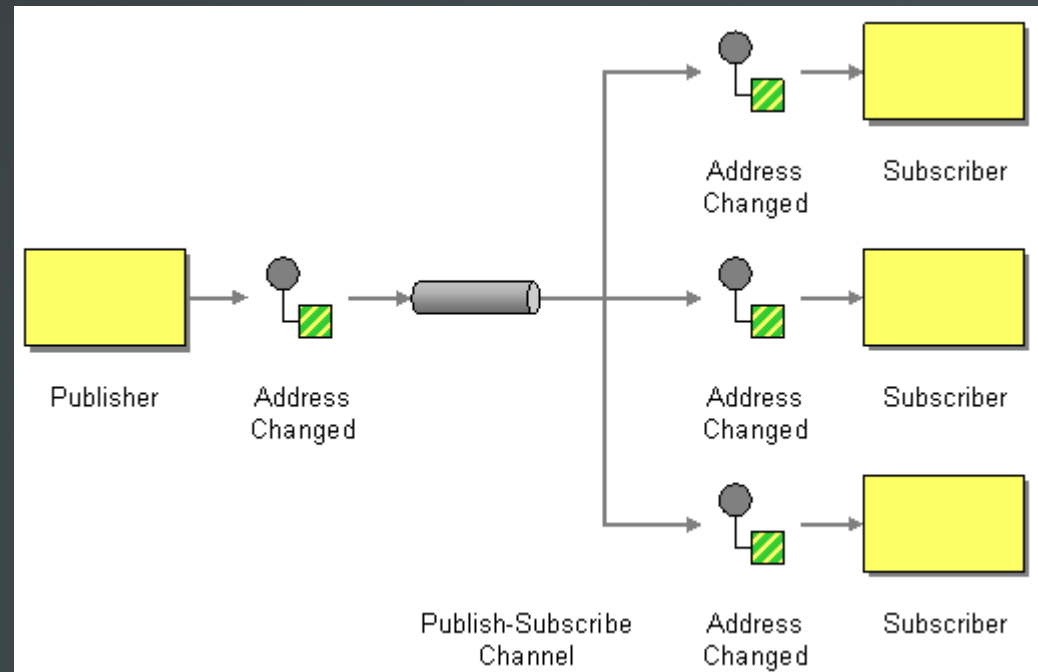 Address
Changed
Subscriber
Publisher
Address
Changed
Address
Changed
Subscriber
Publish-Subscribe
Channel
Address
Changed
Subscriber